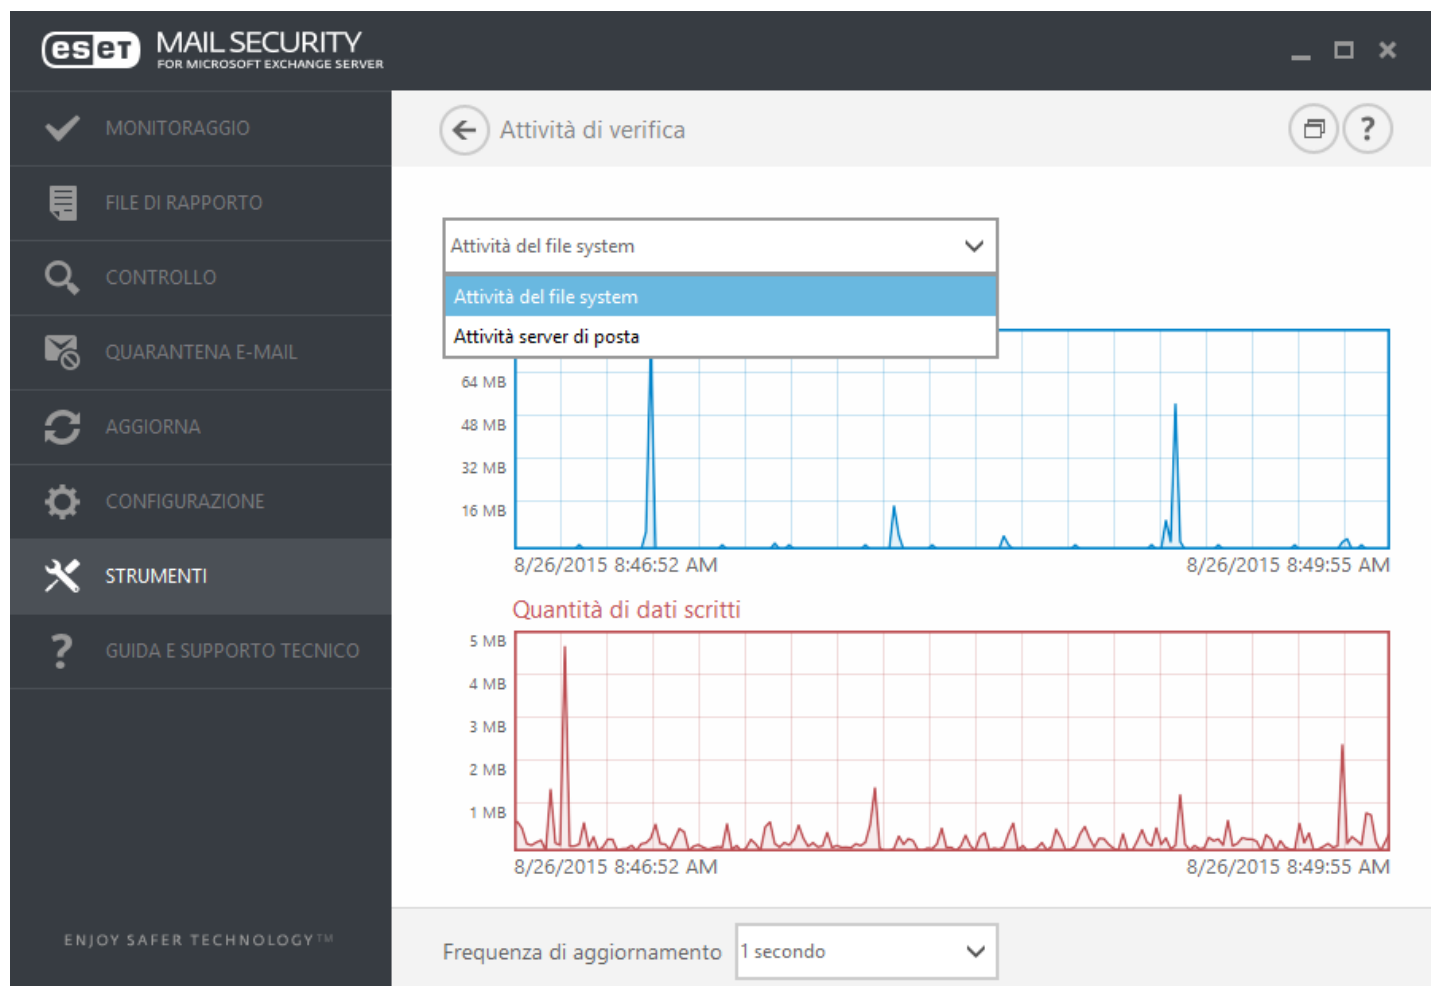 eset MAIL SECURITY
FOR MICROSOFT EXCHANGE SERVER
MONITORAGGIO
FILE DI RAPPORTO
CONTROLLO
QUARANTENA E-MAIL
AGGIORNA
CONFIGURAZIONE
STRUMENTI
GUIDA E SUPPORTO TECNICO
ENJOY SAFER TECHNOLOGY™
Attività di verifica
?
Attività del file system
Attività del file system
Attività server di posta
64 MB
48 MB
32 MB
16 MB
8/26/2015 8:46:52 AM 8/26/2015 8:49:55 AM
Quantità di dati scritti
5 MB
4 MB
3 MB
2 MB
1 MB
8/26/2015 8:46:52 AM 8/26/2015 8:49:55 AM
Frequenza di aggiornamento 1 secondo